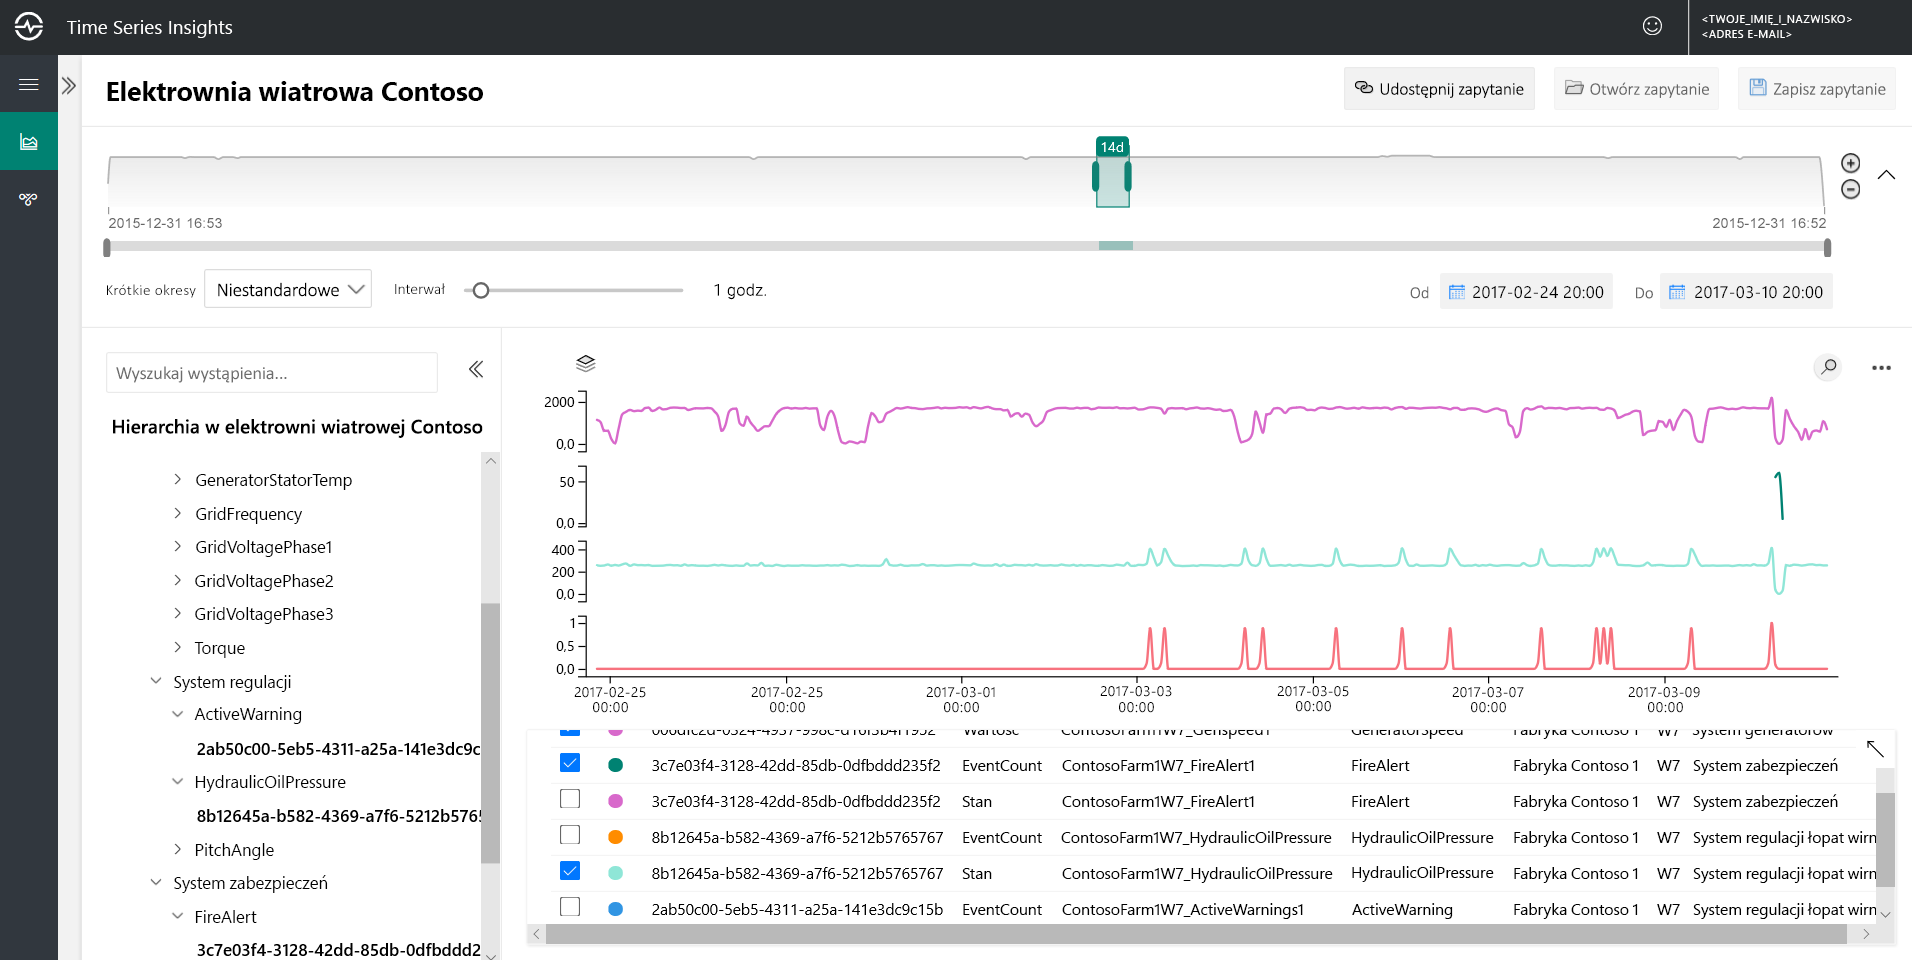 Time Series Insights
<TWOJE_IMIĘ_I_NAZWISKO>
<ADRES E-MAIL>
Elektrownia wiatrowa Contoso
Udostępnij zapytanie
Otwórz zapytanie
Zapisz zapytanie
14d
2015-12-31 16:53
2015-12-31 16:52
Krótkie okresy
Niestandardowe
Interwał
1 godz.
Od
2017-02-24 20:00
Do
2017-03-10 20:00
Wyszukaj wystąpienia...
Hierarchia w elektrowni wiatrowej Contoso
GeneratorStatorTemp
GridFrequency
GridVoltagePhase1
GridVoltagePhase2
GridVoltagePhase3
Torque
System regulacji
ActiveWarning
2ab50c00-5eb5-4311-a25a-141e3dc9c
HydraulicOilPressure
8b12645a-b582-4369-a7f6-5212b5765
PitchAngle
System zabezpieczeń
FireAlert
3c7e03f4-3128-42dd-85db-0dfbddd2
2000
0,0
50
0,0
400
200
0,0
1
0,5
0,0
2017-02-25 00:00
2017-02-25 00:00
2017-03-01 00:00
2017-03-03 00:00
2017-03-05 00:00
2017-03-07 00:00
2017-03-09 00:00
006dfc2d-0324-4937-998c-d16f3b4f1952 Wartość ContosoFarm1W7_GenSpeed1 GeneratorSpeed Fabryka Contoso 1 W7 System generatorów
3c7e03f4-3128-42dd-85db-0dfbddd235f2 EventCount ContosoFarm1W7_FireAlert1 FireAlert Fabryka Contoso 1 W7 System zabezpieczeń
3c7e03f4-3128-42dd-85db-0dfbddd235f2 Stan ContosoFarm1W7_FireAlert1 FireAlert Fabryka Contoso 1 W7 System zabezpieczeń
8b12645a-b582-4369-a7f6-5212b5765767 EventCount ContosoFarm1W7_HydraulicOilPressure HydraulicOilPressure Fabryka Contoso 1 W7 System regulacji łopat wirn
8b12645a-b582-4369-a7f6-5212b5765767 Stan ContosoFarm1W7_HydraulicOilPressure HydraulicOilPressure Fabryka Contoso 1 W7 System regulacji łopat wirn
2ab50c00-5eb5-4311-a25a-141e3dc9c15b EventCount ContosoFarm1W7_ActiveWarnings1 ActiveWarning Fabryka Contoso 1 W7 System regulacji łopat wirn